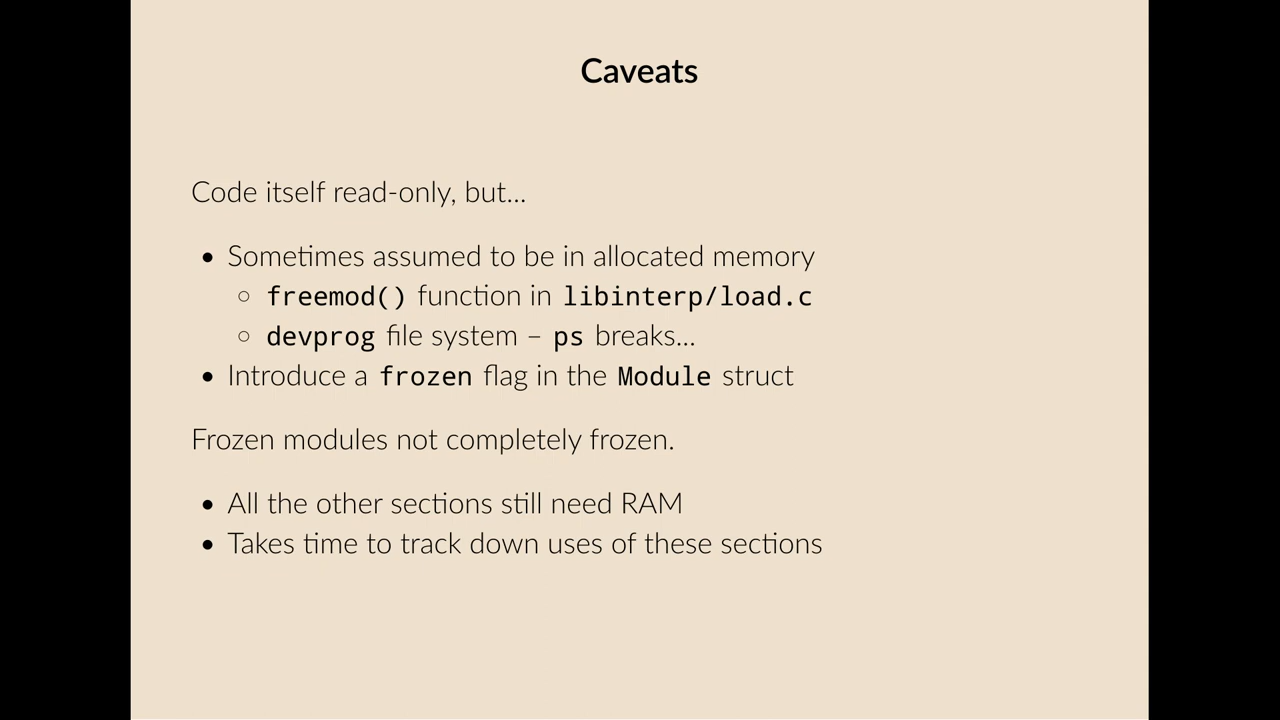 Caveats
Code itself read-only, but...
• Sometimes assumed to be in allocated memory
○ freemod() function in libinterp/load.c
○ devprog file system – ps breaks...
• Introduce a frozen flag in the Module struct
Frozen modules not completely frozen.
• All the other sections still need RAM
• Takes time to track down uses of these sections